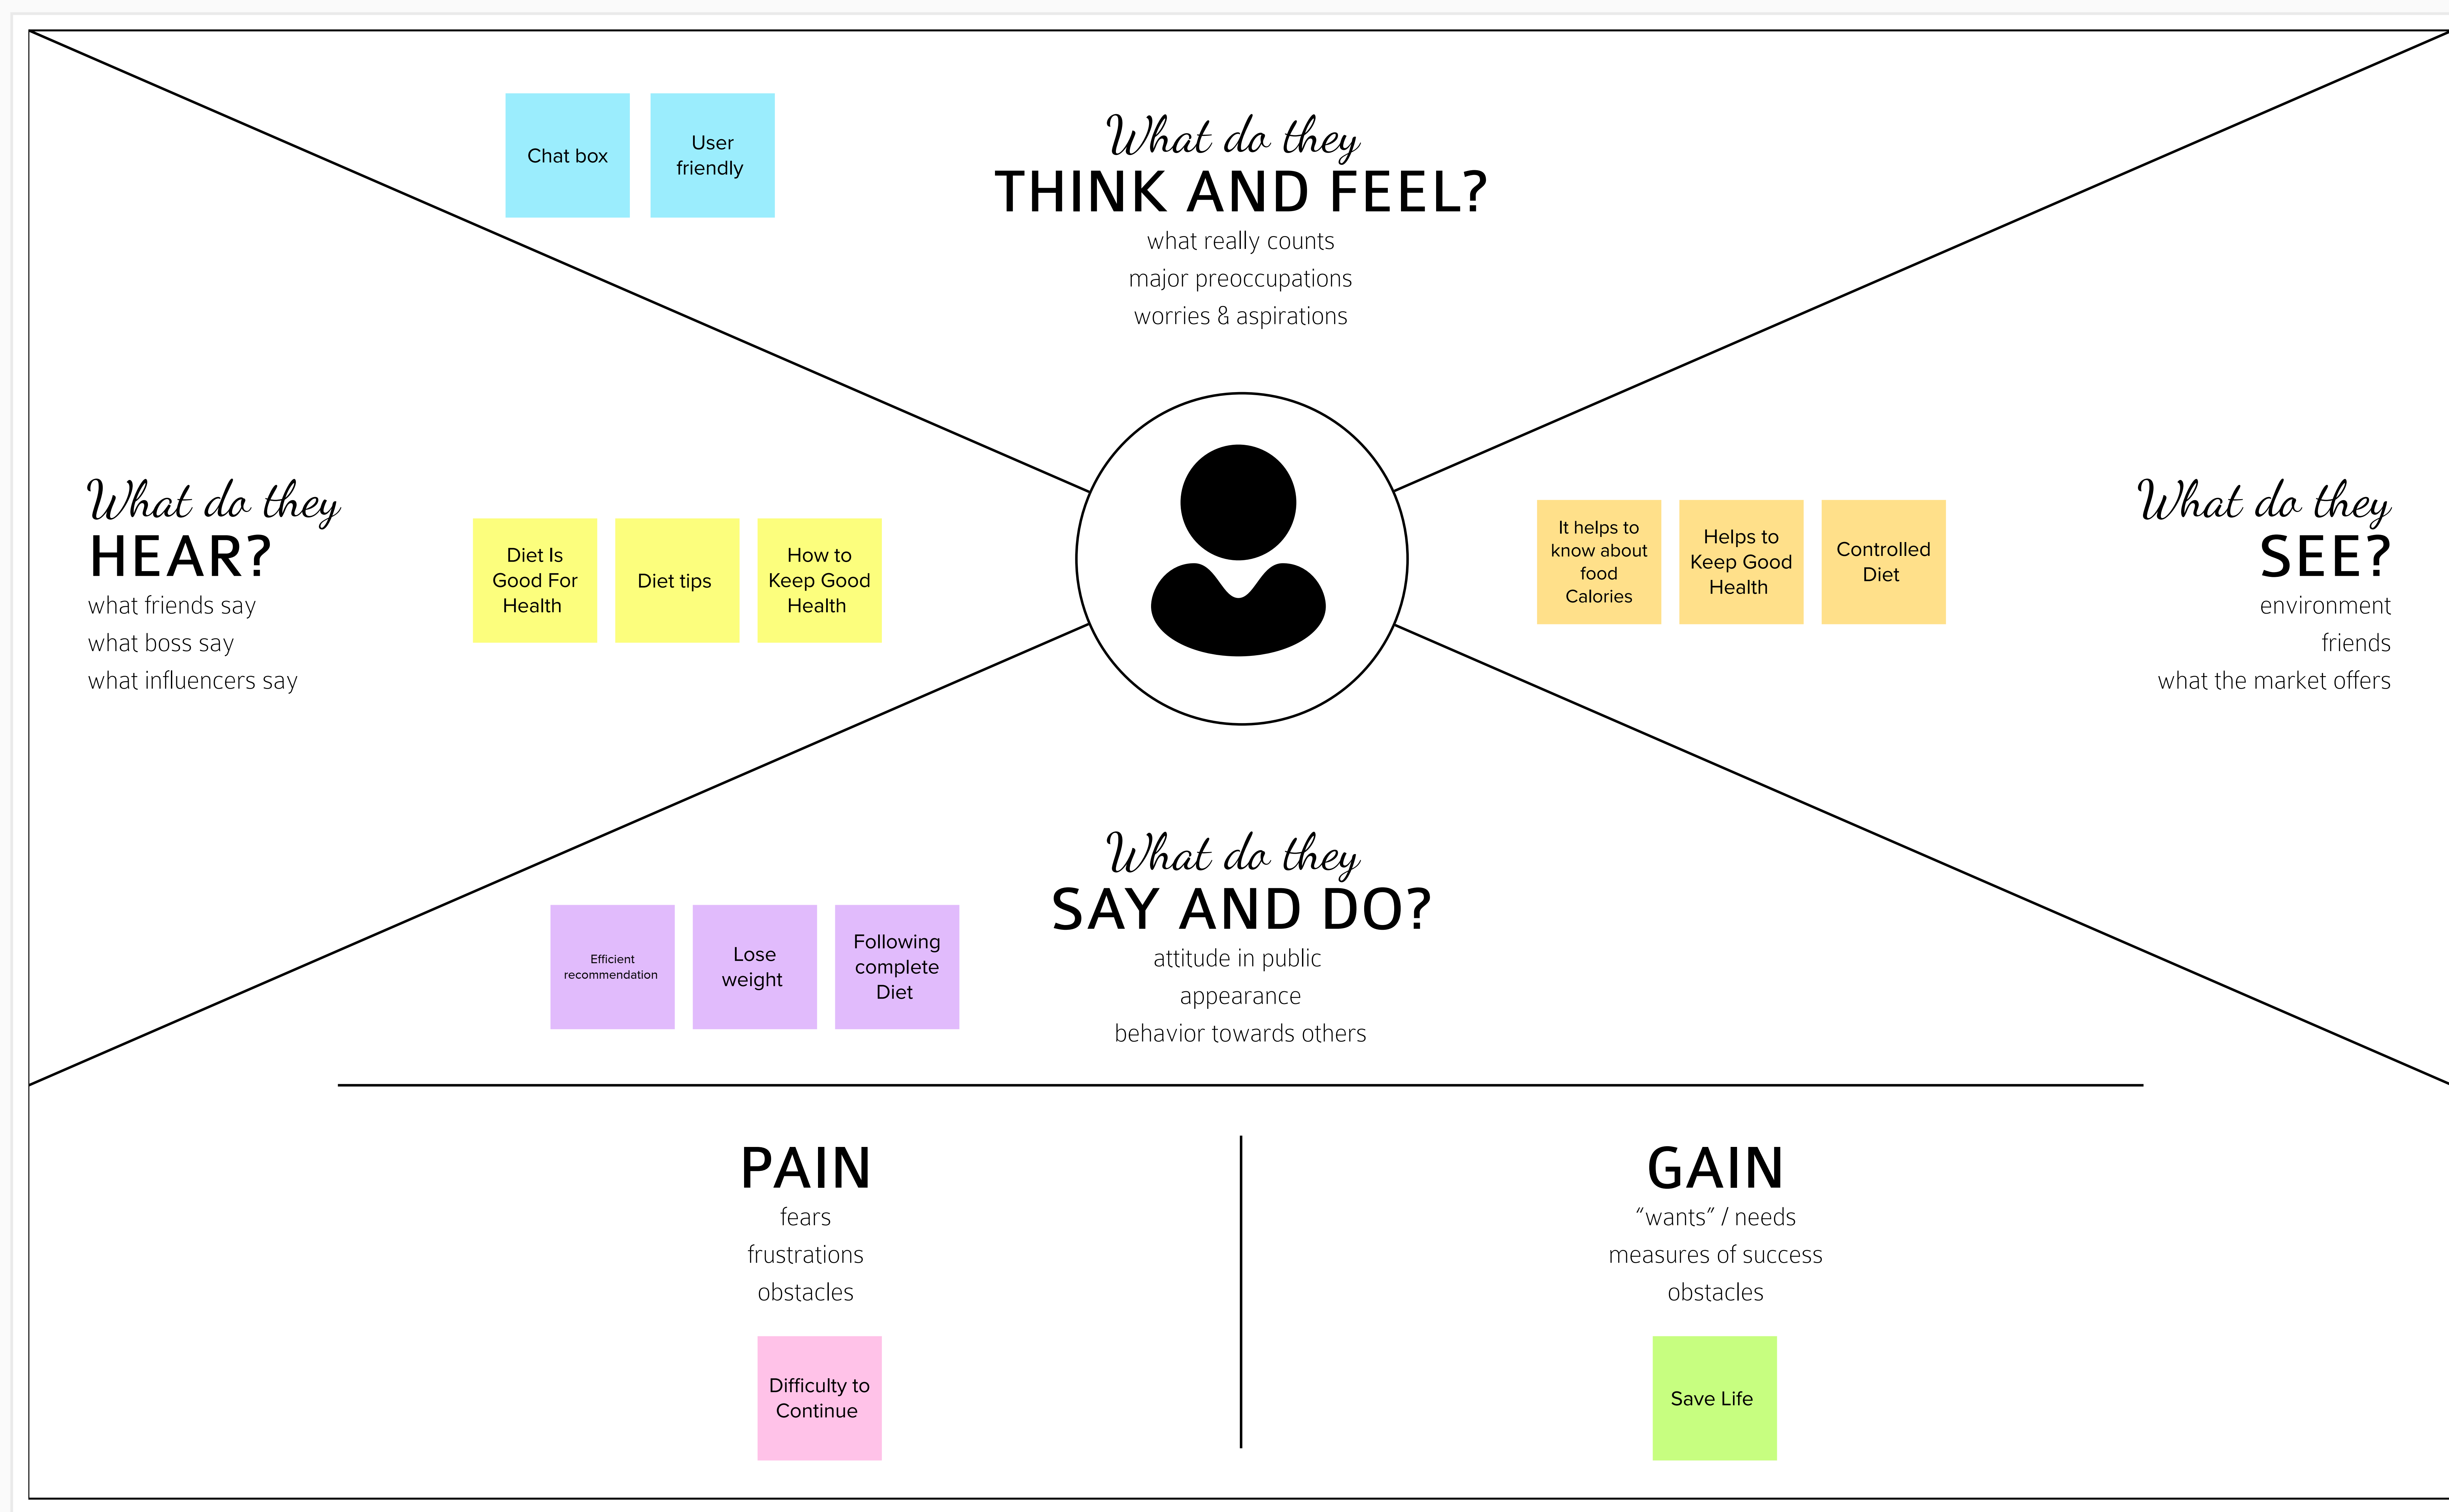 Chat box
User
friendly
What do they
THINK AND FEEL?
what really counts
major preoccupations
worries & aspirations
What do they
HEAR?
what friends say
what boss say
what influencers say
Diet Is
Good For
Health
Diet tips
How to
Keep Good
Health
It helps to
know about
food
Calories
Helps to
Keep Good
Health
Controlled
Diet
What do they
SEE?
environment
friends
what the market offers
What do they
SAY AND DO?
attitude in public
appearance
behavior towards others
Efficient
recommendation
Lose
weight
Following
complete
Diet
PAIN
fears
frustrations
obstacles
Difficulty to
Continue
GAIN
“wants” / needs
measures of success
obstacles
Save Life